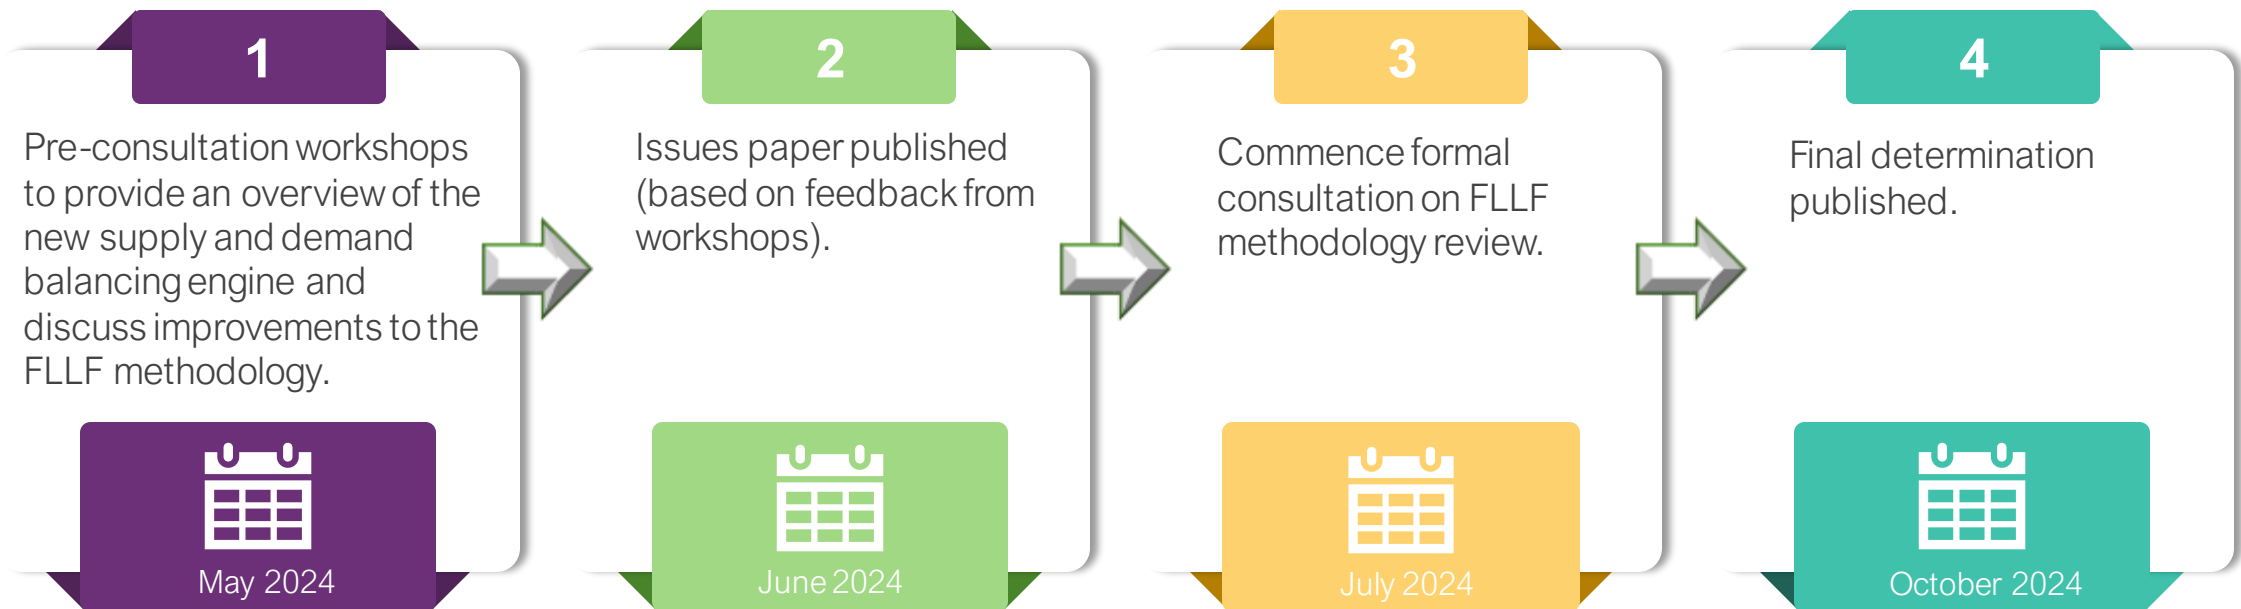 1
Pre-consultation workshops
to provide an overview of the
new supply and demand
balancing engine and
discuss improvements to the
FLLF methodology.
May 2024
2
Issues paper published
(based on feedback from
workshops).
June 2024
3
Commence formal
consultation on FLLF
methodology review.
July 2024
4
Final determination
published.
October 2024